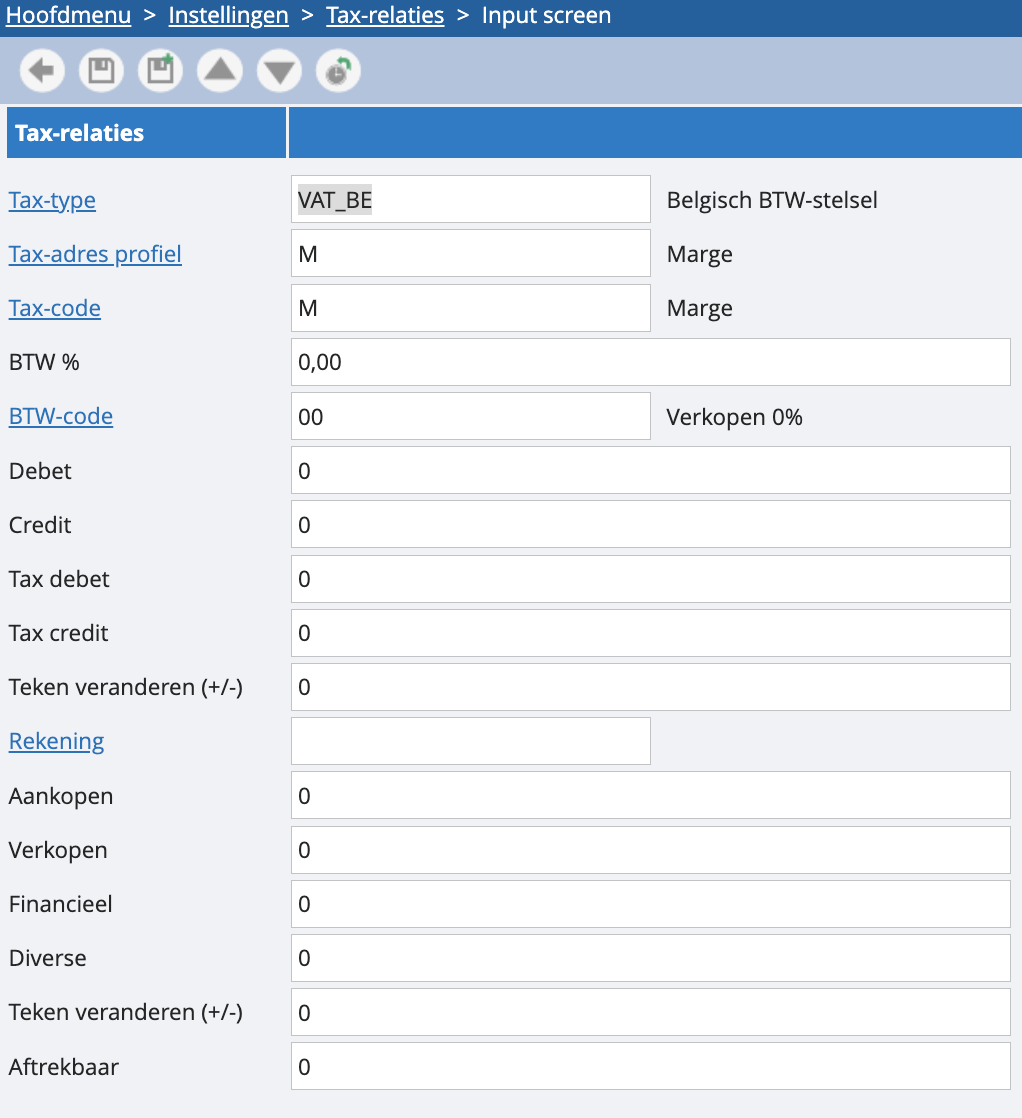 Hoofdmenu > Instellingen > Tax-relaties > Input screen
Tax-relaties
Tax-type VAT_BE Belgisch BTW-stelsel
Tax-adres profiel M Marge
Tax-code M Marge
BTW % 0,00
BTW-code 00 Verkopen 0%
Debet 0
Credit 0
Tax debet 0
Tax credit 0
Teken veranderen (+/-) 0
Rekening
Aankopen 0
Verkopen 0
Financieel 0
Diverse 0
Teken veranderen (+/-) 0
Aftrekbaar 0